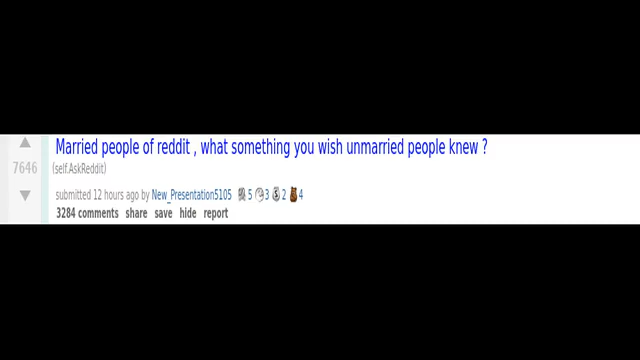 Married people of reddit , what something you wish unmarried people knew ?
7646
(self.AskReddit)
submitted 12 hours ago by New_Presentation5105 5 3 2 4
3284 comments share save hide report